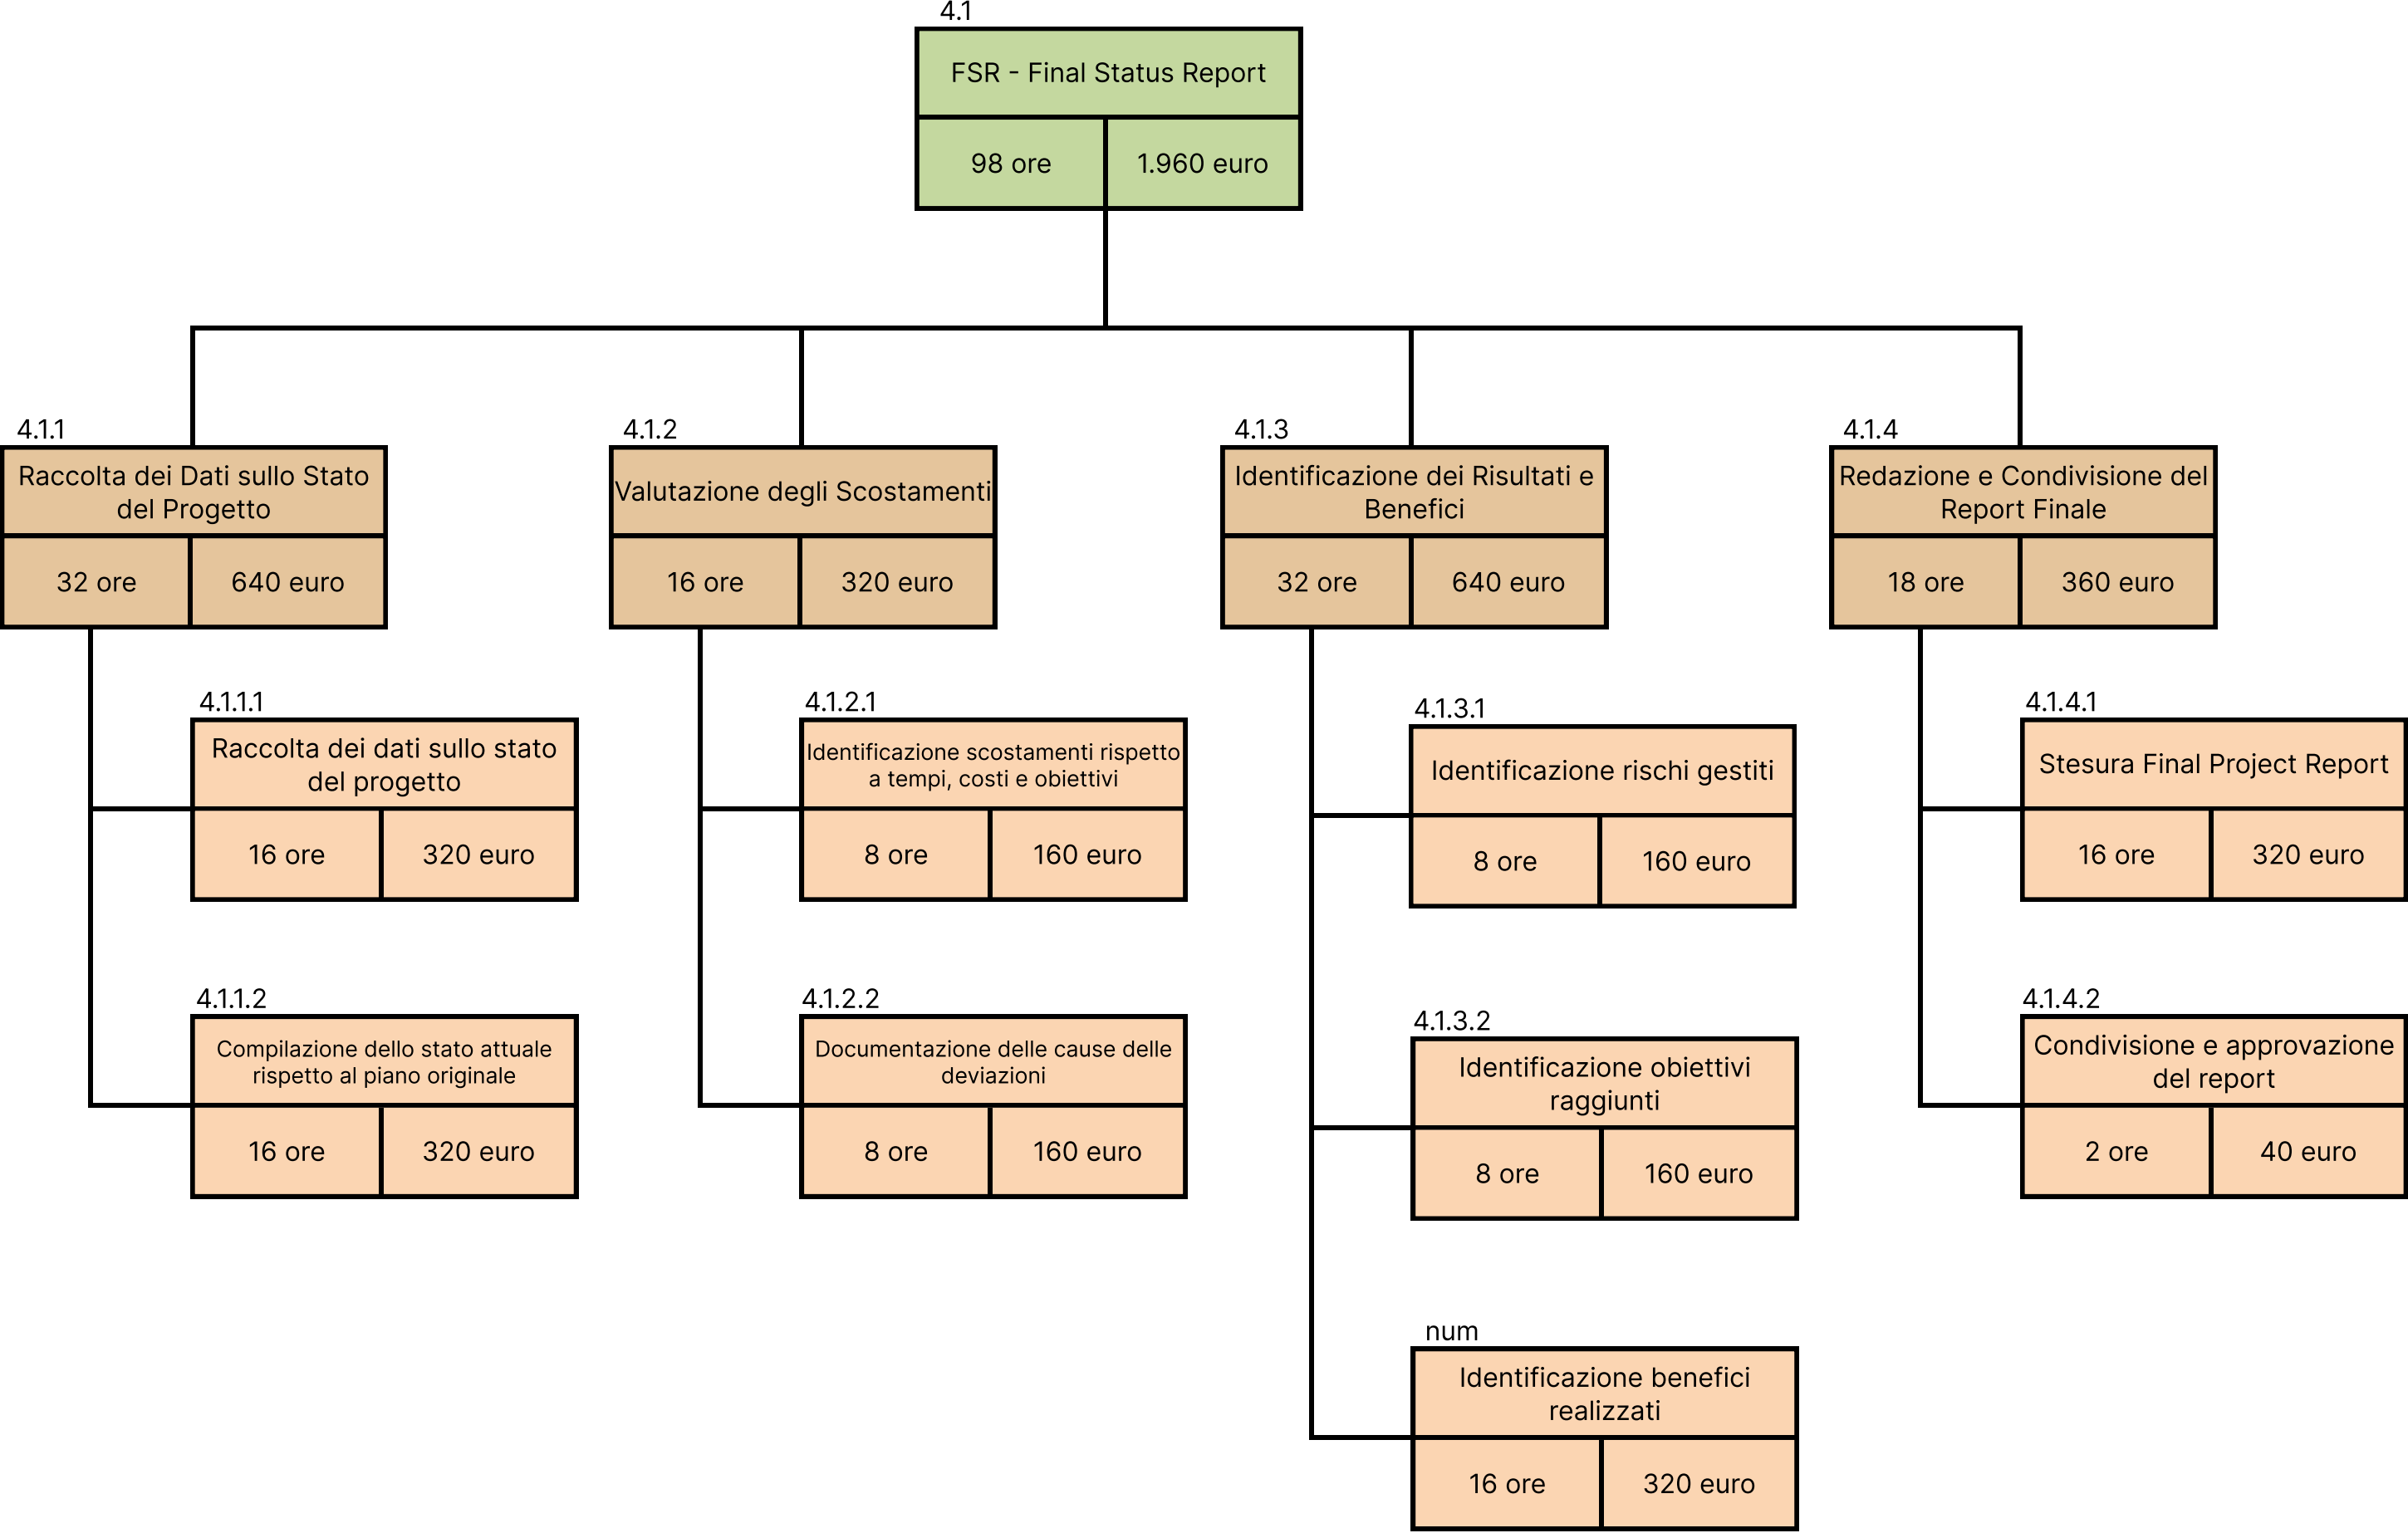 4.1
FSR - Final Status Report
98 ore
1.960 euro
4.1.1
Raccolta dei Dati sullo Stato
del Progetto
32 ore
640 euro
4.1.2
Valutazione degli Scostamenti
16 ore
320 euro
4.1.3
Identificazione dei Risultati e
Benefici
32 ore
640 euro
4.1.4
Redazione e Condivisione del
Report Finale
18 ore
360 euro
4.1.1.1
Raccolta dei dati sullo stato
del progetto
16 ore
320 euro
4.1.1.2
Compilazione dello stato attuale
rispetto al piano originale
16 ore
320 euro
4.1.2.1
Identificazione scostamenti rispetto
a tempi, costi e obiettivi
8 ore
160 euro
4.1.2.2
Documentazione delle cause delle
deviazioni
8 ore
160 euro
4.1.3.1
Identificazione rischi gestiti
8 ore
160 euro
4.1.3.2
Identificazione obiettivi
raggiunti
8 ore
160 euro
num
Identificazione benefici
realizzati
16 ore
320 euro
4.1.4.1
Stesura Final Project Report
16 ore
320 euro
4.1.4.2
Condivisione e approvazione
del report
2 ore
40 euro